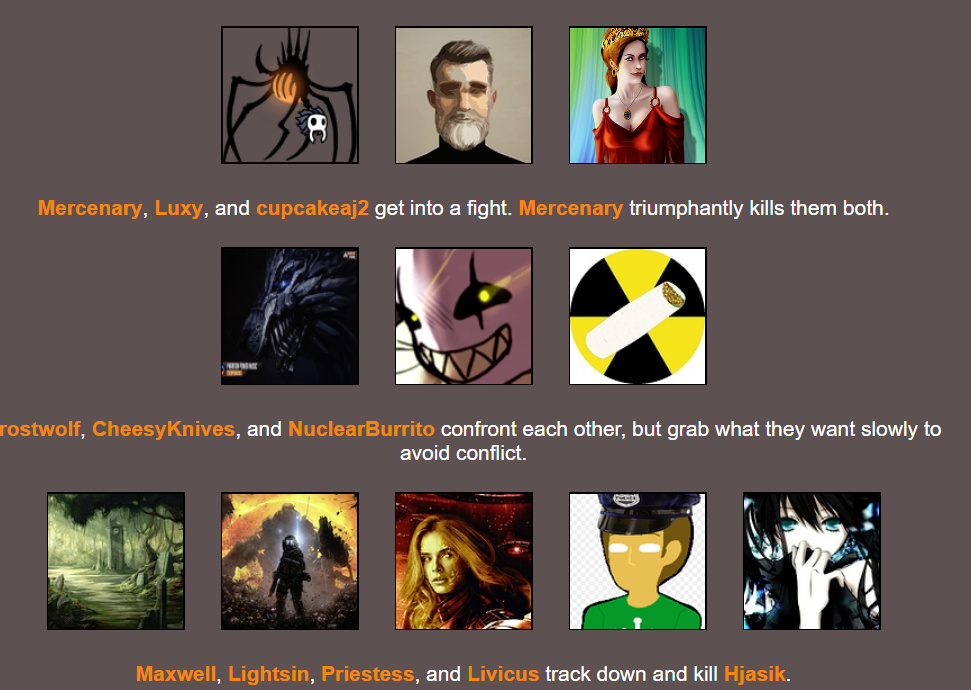 Mercenary, Luxy, and cupcakeaj2 get into a fight. Mercenary triumphantly kills them both.
rostwolf, CheesyKnives, and NuclearBurrito confront each other, but grab what they want slowly to
avoid conflict.
POLICE
Maxwell, Lightsin, Priestess, and Livicus track down and kill Hjasik.